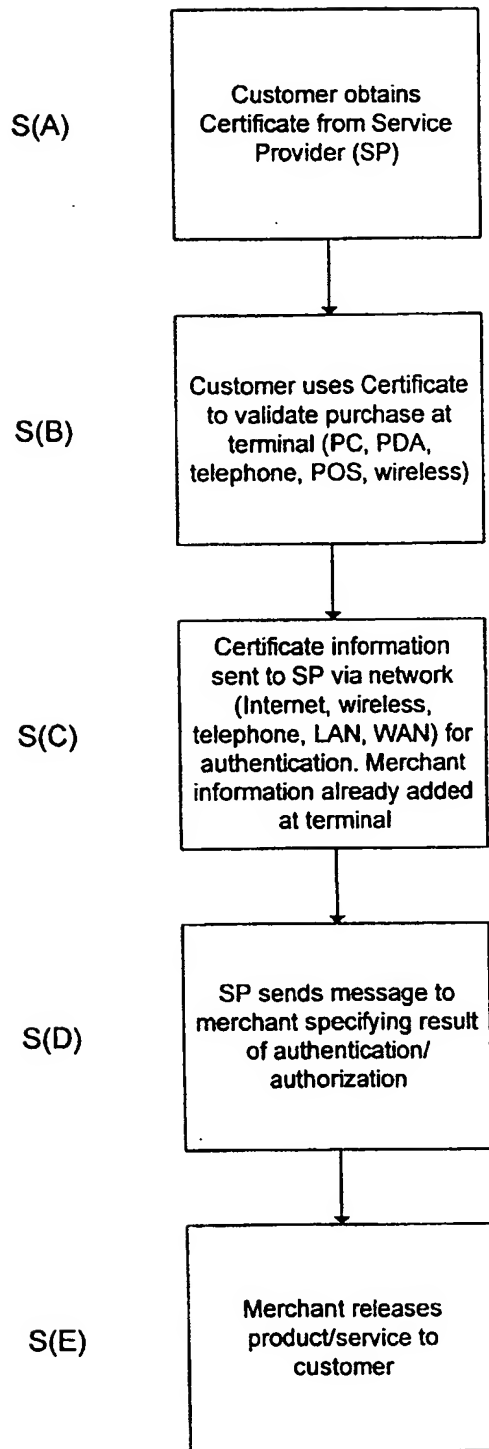 S(A)
Customer obtains
Certificate from Service
Provider (SP)
S(B)
Customer uses Certificate
to validate purchase at
terminal (PC, PDA,
telephone, POS, wireless)
S(C)
Certificate information
sent to SP via network
(Internet, wireless,
telephone, LAN, WAN) for
authentication. Merchant
information already added
at terminal
S(D)
SP sends message to
merchant specifying result
of authentication/
authorization
S(E)
Merchant releases
product/service to
customer